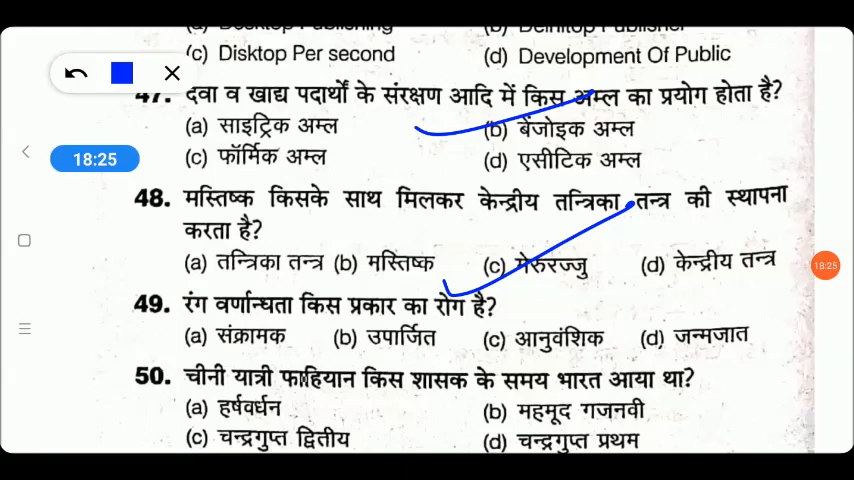 (c) Disktop Per second (d) Development Of Public
47. दवा व खाद्य पदार्थों के संरक्षण आदि में किस अम्ल का प्रयोग होता है?
(a) साइट्रिक अम्ल (b) बेंजोइक अम्ल
18:25
(c) फॉर्मिक अम्ल (d) एसीटिक अम्ल
48. मस्तिष्क किसके साथ मिलकर केन्द्रीय तन्त्रिका तन्त्र की स्थापना
करता है?
(a) तन्त्रिका तन्त्र (b) मस्तिष्क (c) मेरुरज्जु (d) केन्द्रीय तन्त्र
18:25
49. रंग वर्णान्धता किस प्रकार का रोग है?
(a) संक्रामक (b) उपार्जित (c) आनुवंशिक (d) जन्मजात
50. चीनी यात्री फाहियान किस शासक के समय भारत आया था?
(a) हर्षवर्धन (b) महमूद गजनवी
(c) चन्द्रगुप्त द्वितीय (d) चन्द्रगुप्त प्रथम